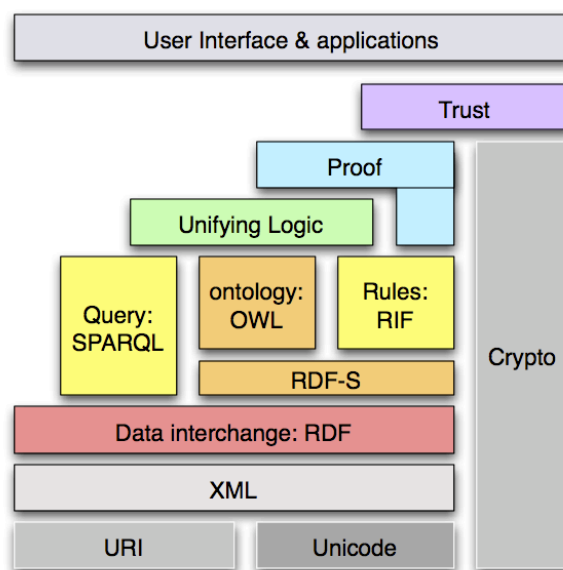 User Interface & applications
Trust
Proof
Unifying Logic
Query:
SPARQL
ontology:
OWL
Rules:
RIF
Crypto
RDF-S
Data interchange: RDF
XML
URI
Unicode